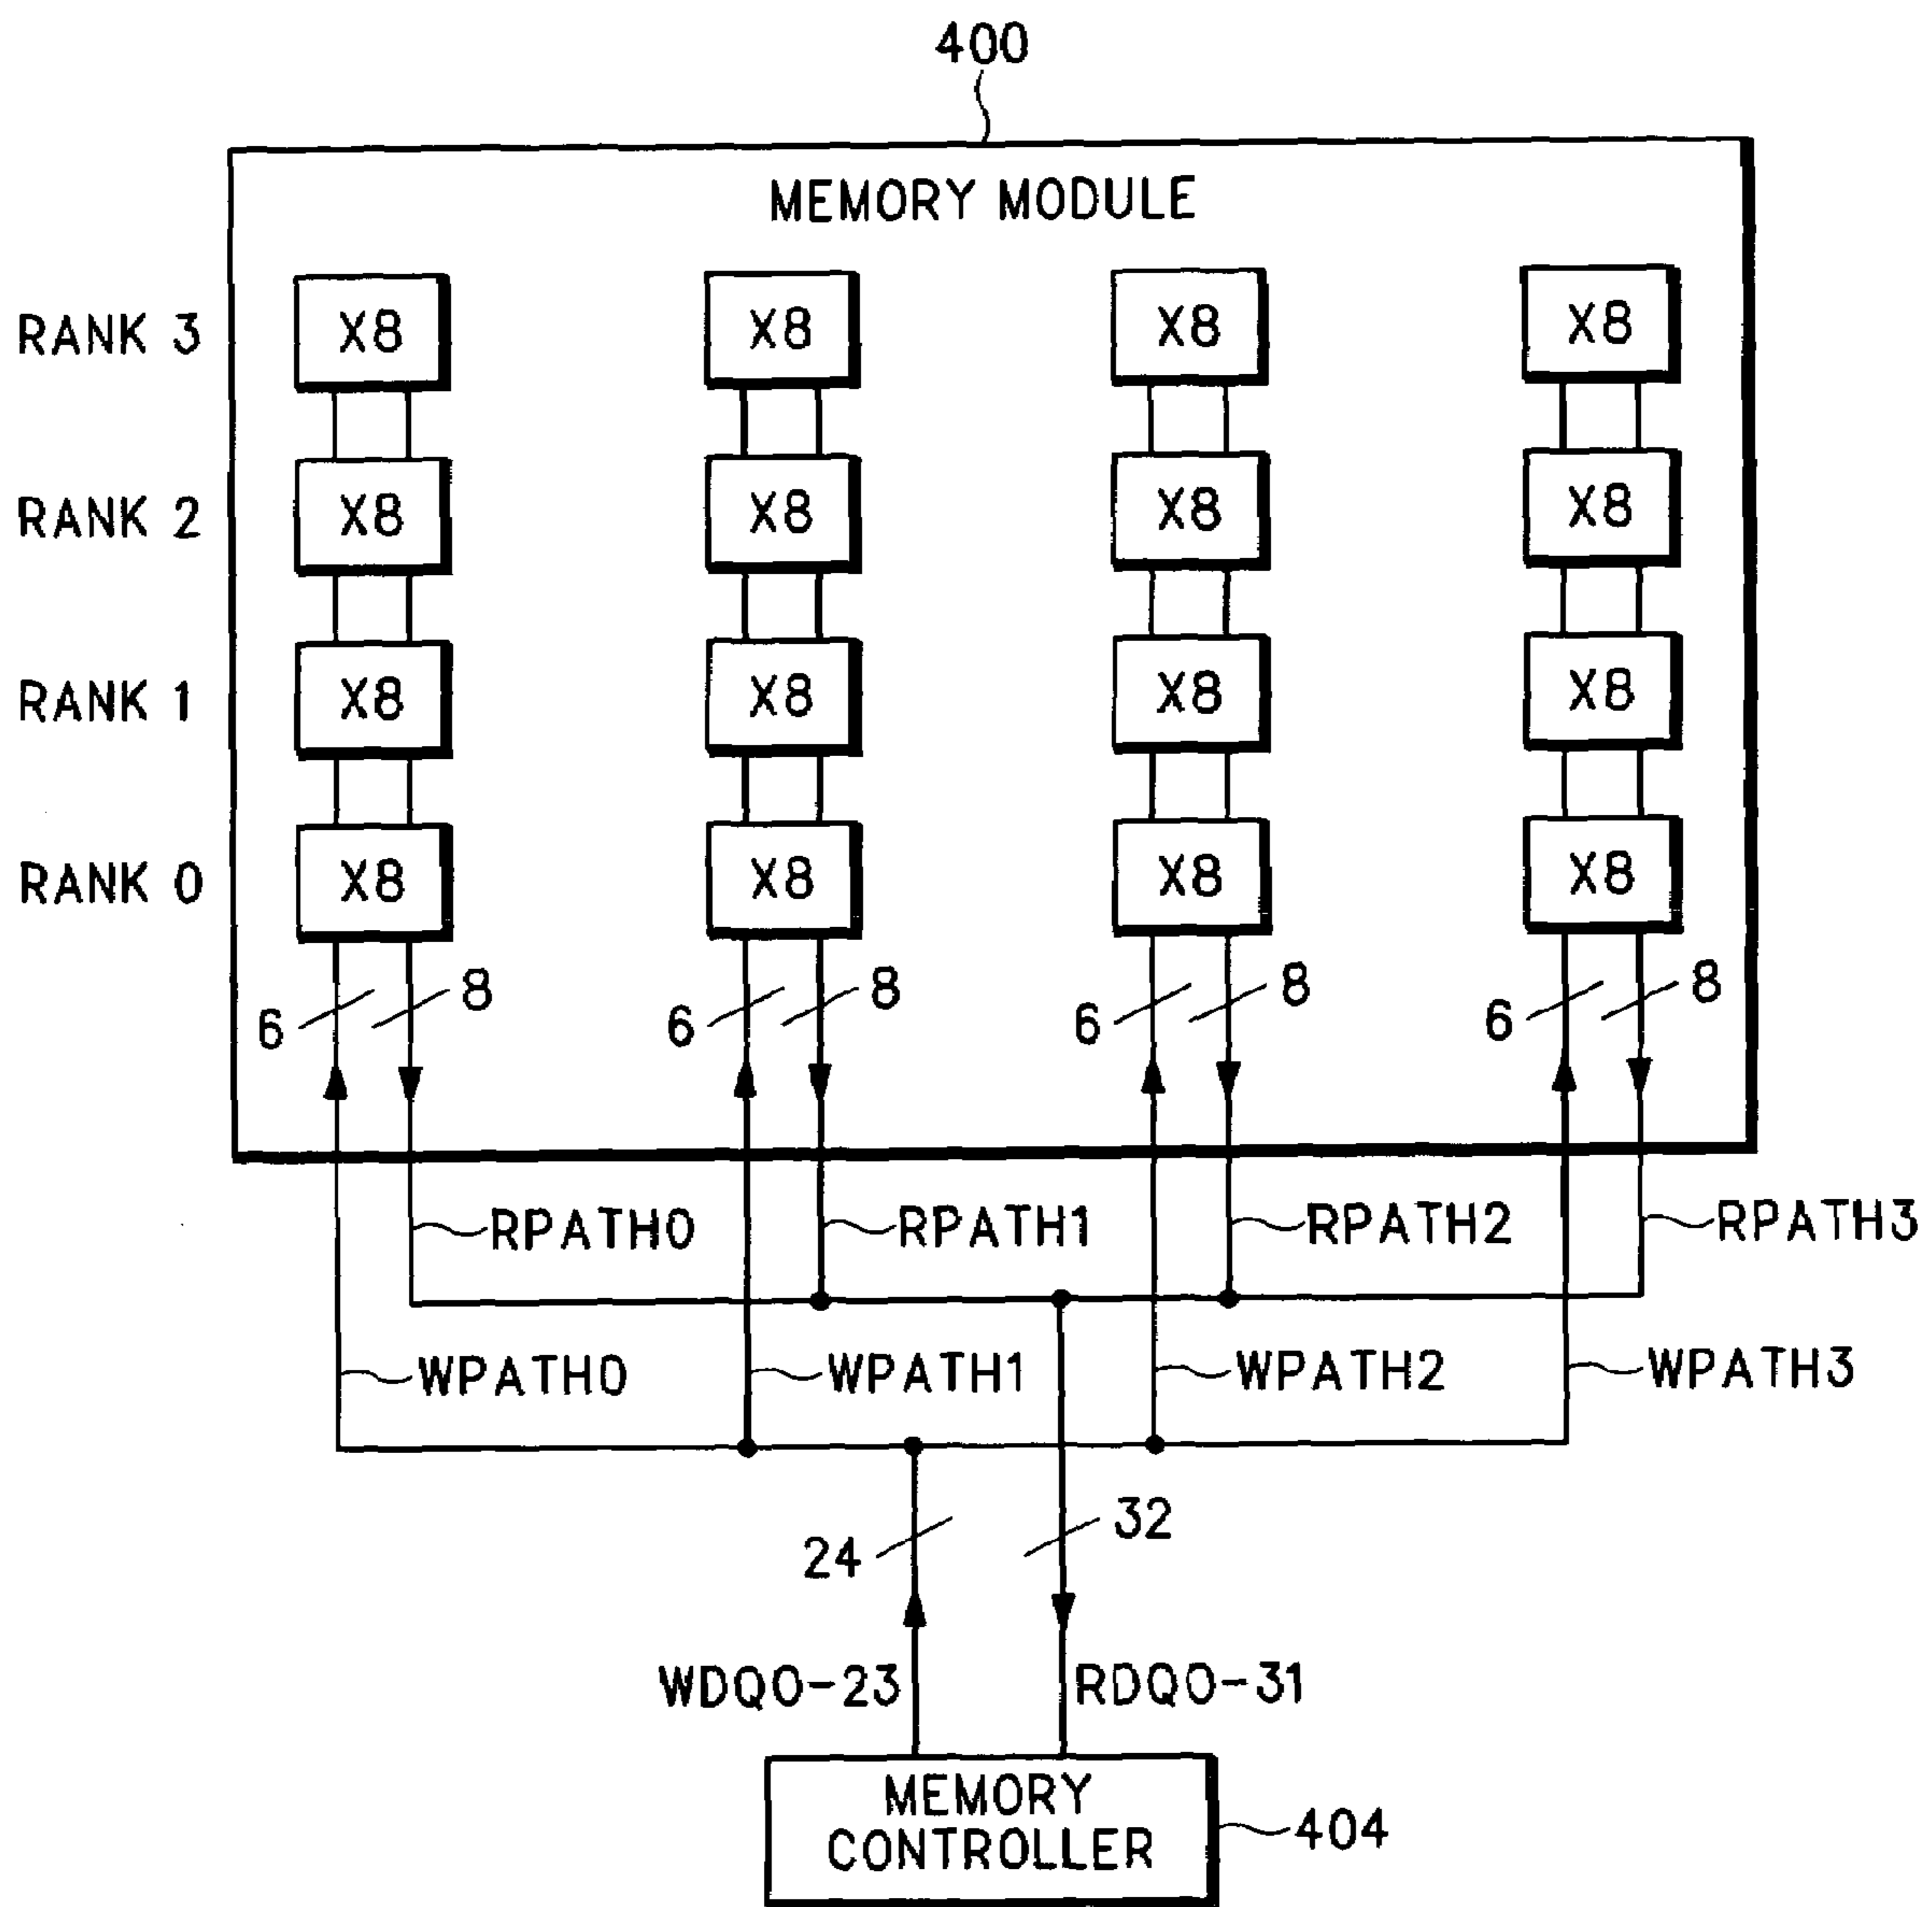 400
MEMORY MODULE
RANK 3 X8 X8 X8 X8
RANK 2 X8 X8 X8 X8
RANK 1 X8 X8 X8 X8
RANK 0 X8 X8 X8 X8
6 8 6 8 6 8 6 8
RPATH0 RPATH1 RPATH2 RPATH3
WPATH0 WPATH1 WPATH2 WPATH3
24 32
WDQ0-23 RDQ0-31
MEMORY
CONTROLLER
404